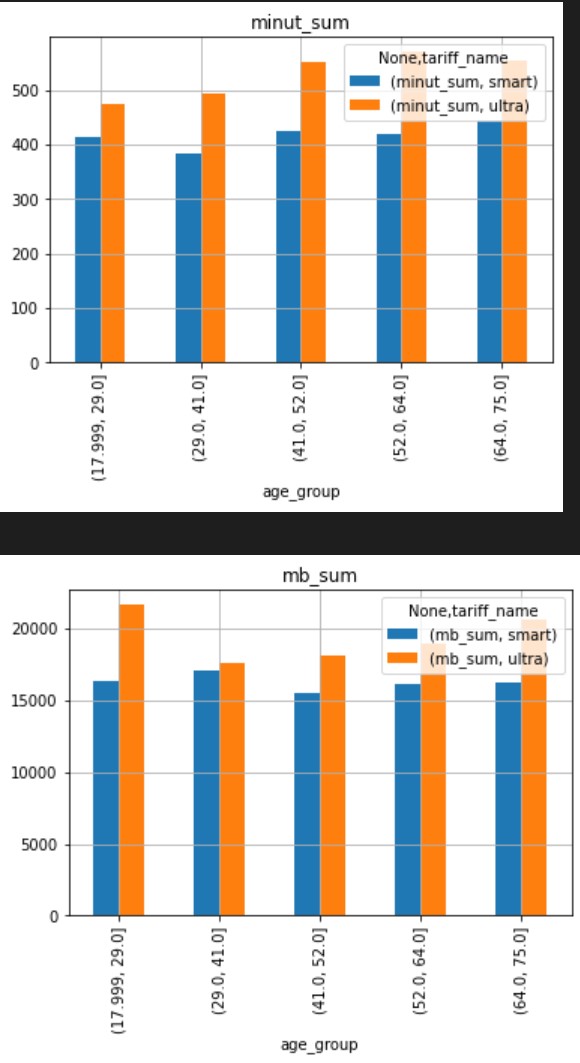 minut_sum
None,tariff_name
(minut_sum, smart)
(minut_sum, ultra)
500
400
300
200
100
0
(17.999, 29.0]
(29.0, 41.0]
(41.0, 52.0]
(52.0, 64.0]
(64.0, 75.0]
age_group
mb_sum
None,tariff_name
(mb_sum, smart)
(mb_sum, ultra)
20000
15000
10000
5000
0
(17.999, 29.0]
(29.0, 41.0]
(41.0, 52.0]
(52.0, 64.0]
(64.0, 75.0]
age_group